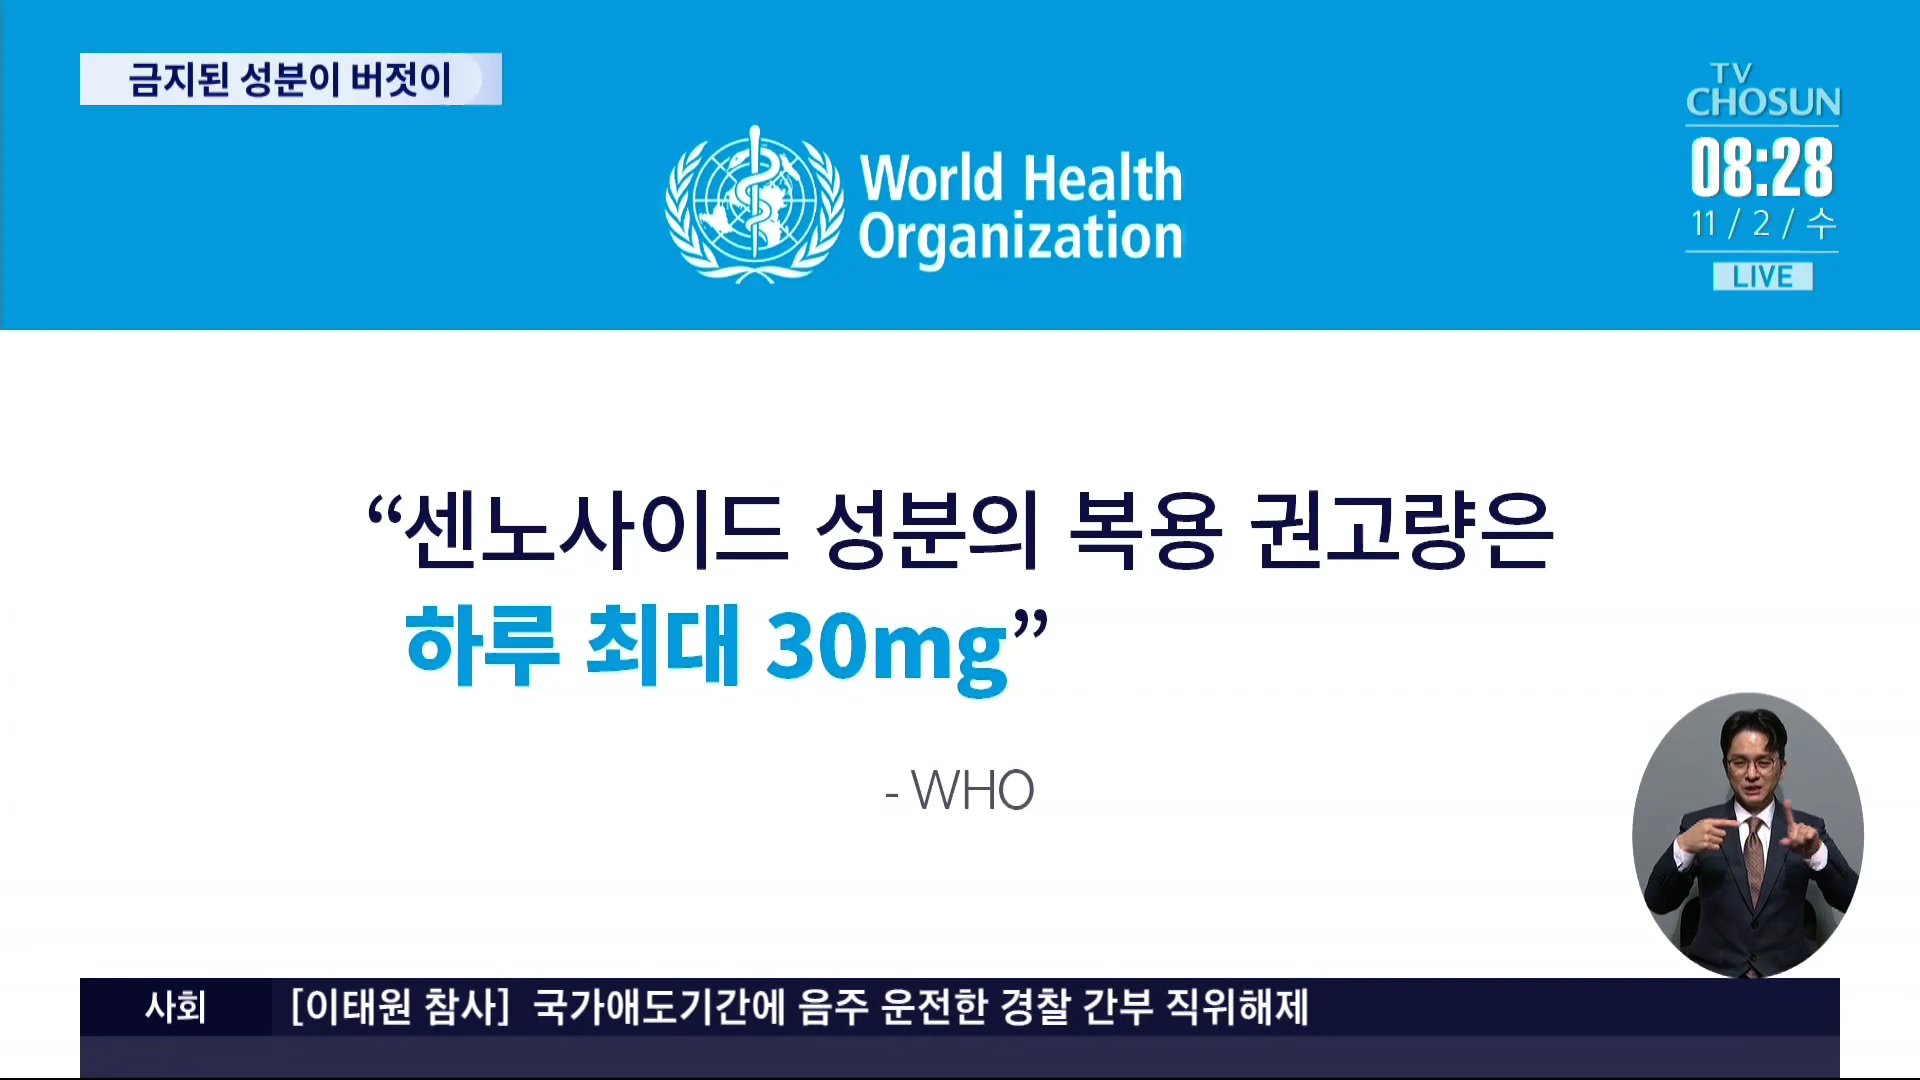 금지된 성분이 버젓이
TV
CHOSUN
08:28
11 / 2 / 수
LIVE
World Health
Organization
“센노사이드 성분의 복용 권고량은
하루 최대 30mg”
- WHO
사회 [이태원 참사] 국가애도기간에 음주 운전한 경찰 간부 직위해제